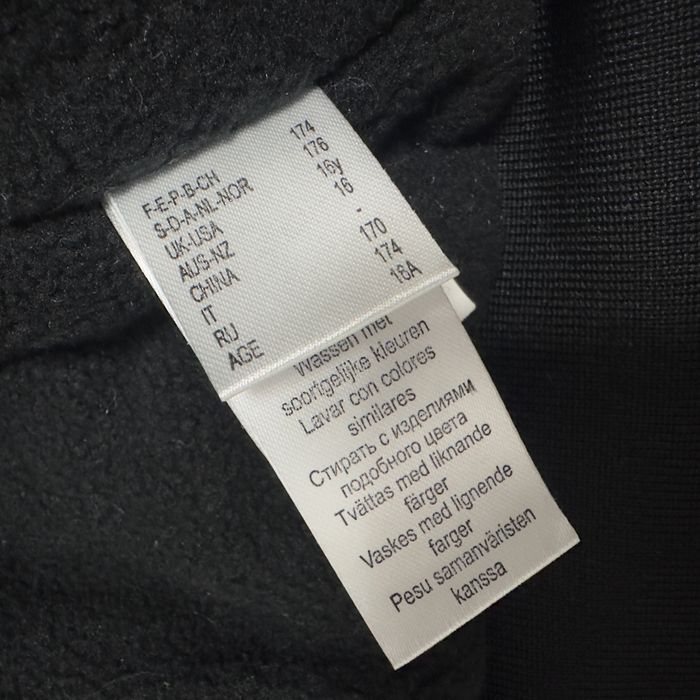 F-E-P-B-CH 174
S-D-A-NL-NOR 176
UK-USA 16y
AUS-NZ 16
CHINA -
IT 170
RU 174
AGE 16A
Wassen met
soortgelijke kleuren
Lavar con colores
similares
Стирать с изделиями
подобного цвета
Tvättas med liknande
färger
Vaskes med lignende
farger
Pesu samanväristen
kanssa